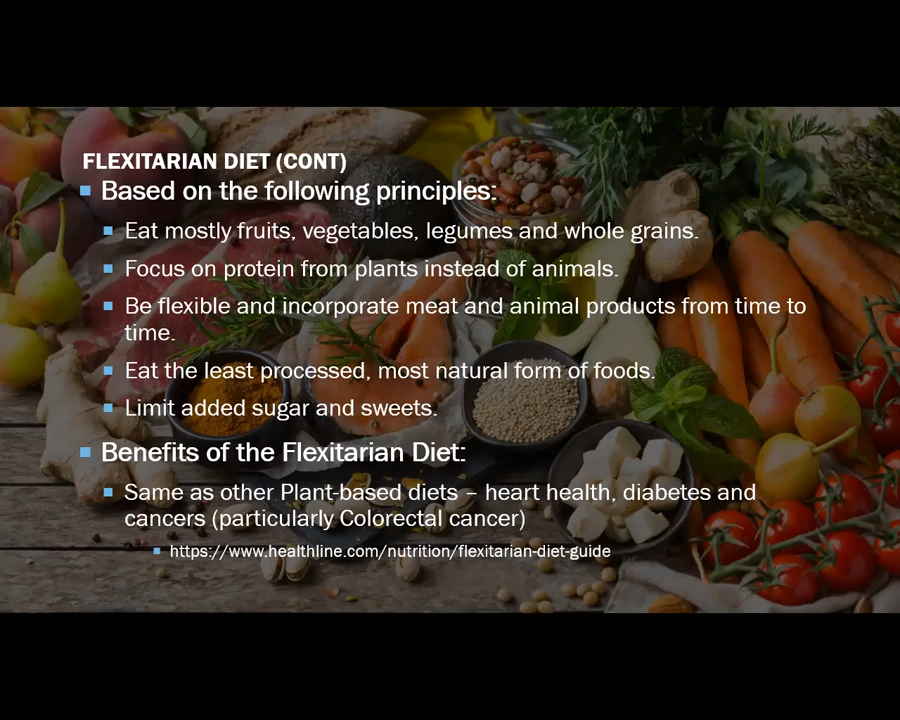 FLEXITARIAN DIET (CONT)
Based on the following principles:
Eat mostly fruits, vegetables, legumes and whole grains.
Focus on protein from plants instead of animals.
Be flexible and incorporate meat and animal products from time to
time.
Eat the least processed, most natural form of foods.
Limit added sugar and sweets.
Benefits of the Flexitarian Diet:
Same as other Plant-based diets – heart health, diabetes and
cancers (particularly Colorectal cancer)
https://www.healthline.com/nutrition/flexitarian-diet-guide